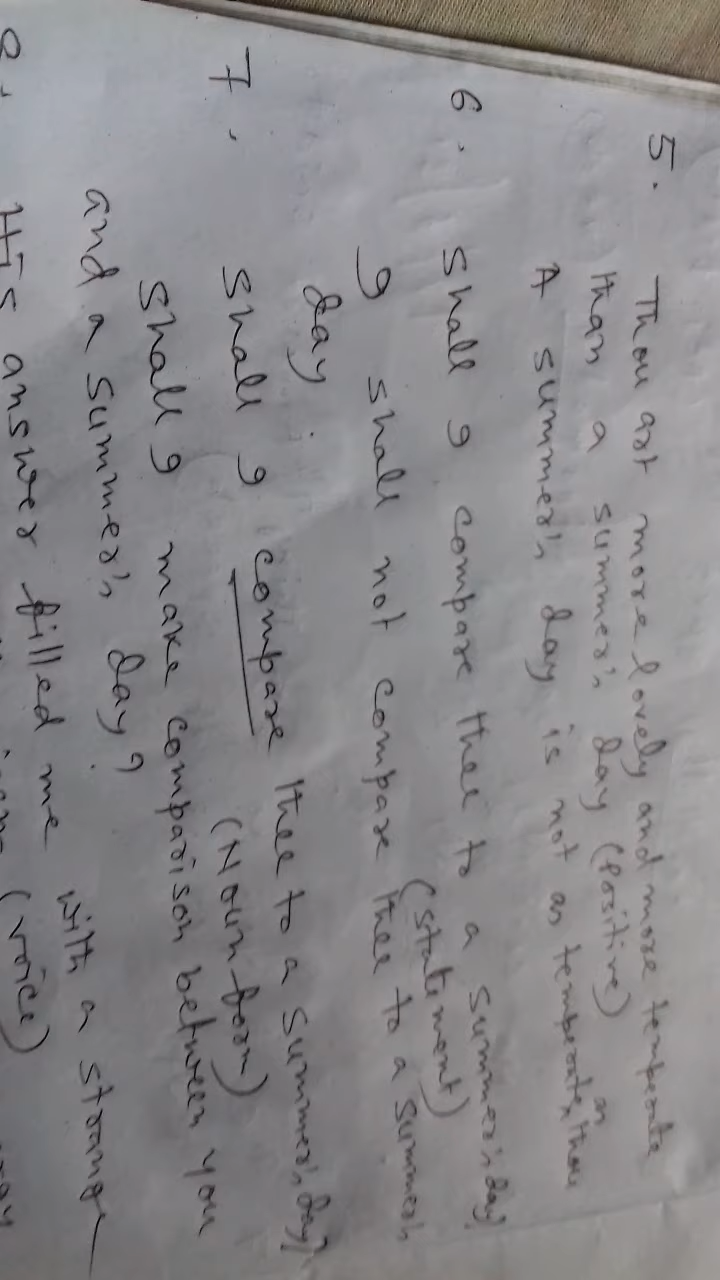 5. Thou art more lovely and more temperate
than a summer's day (Positive)
A summer's day is not as temperate as thou
6. Shall I compare thee to a summer's day
(Statement)
I shall not compare thee to a summer's
day.
7. Shall I compare thee to a summer's day?
(Noun form)
Shall I make comparison between you
and a summer's day?
8. His answer filled me with a strange
(voice)